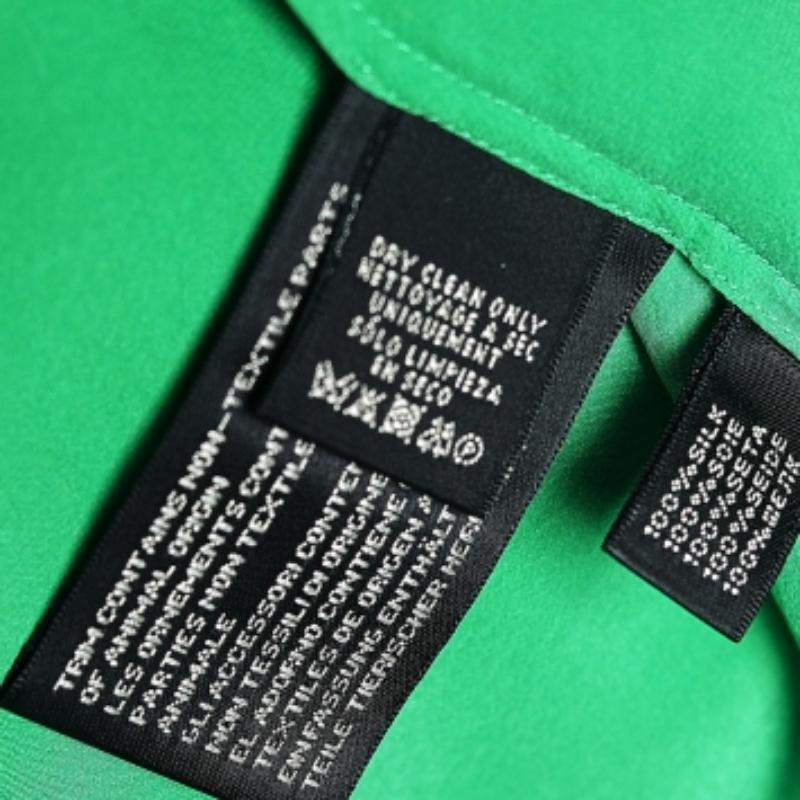 DRY CLEAN ONLY
NETTOYAGE A SEC
UNIQUEMENT
SÓLO LIMPIEZA
EN SECO
TRIM CONTAINS NON-TEXTILE PARTS
OF ANIMAL ORIGIN
LES ORNEMENTS CONT
PARTIES NON TEXTILE
ANIMALE
GLI ACCESSORI CONTEN
NON TESSILI DI ORIGINE
EL ADORNO CONTIENE
TEXTILES DE ORIGEN A
EINFASSUNG ENTHÄLT
TEILE TIERISCHER HER
100%SILK
100%SOIE
100%SETA
100%SEIDE